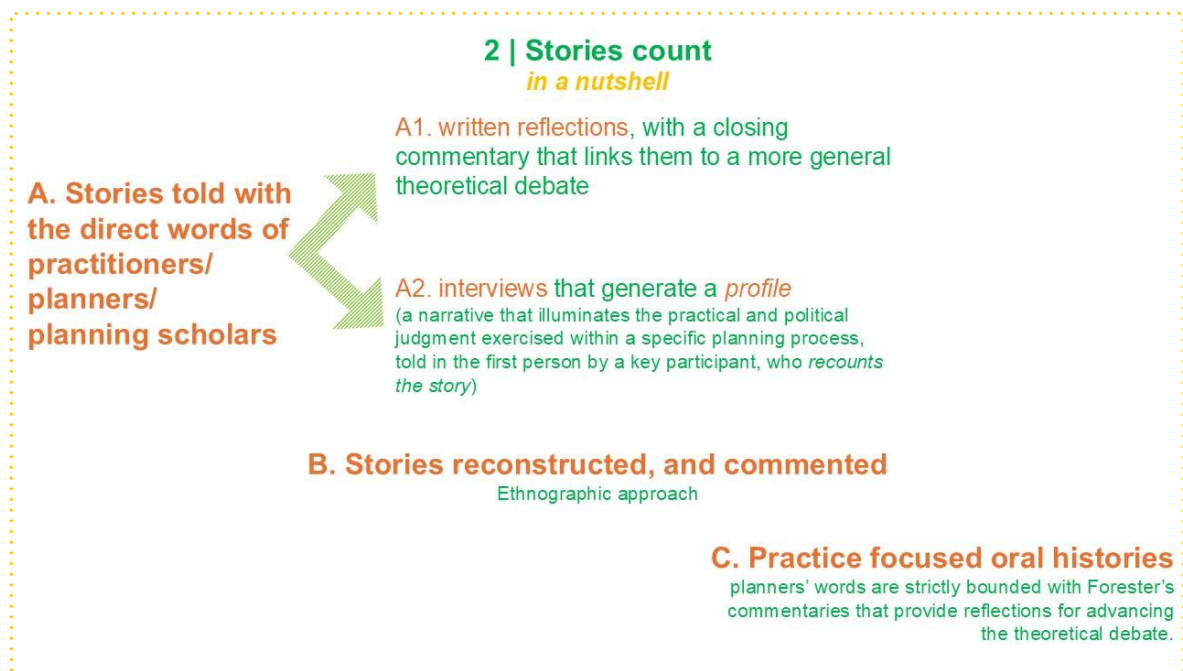 2 | Stories count
in a nutshell
A. Stories told with
the direct words of
practitioners/
planners/
planning scholars
A1. written reflections, with a closing
commentary that links them to a more general
theoretical debate
A2. interviews that generate a profile
(a narrative that illuminates the practical and political
judgment exercised within a specific planning process,
told in the first person by a key participant, who recounts
the story)
B. Stories reconstructed, and commented
Ethnographic approach
C. Practice focused oral histories
planners’ words are strictly bounded with Forester’s
commentaries that provide reflections for advancing
the theoretical debate.